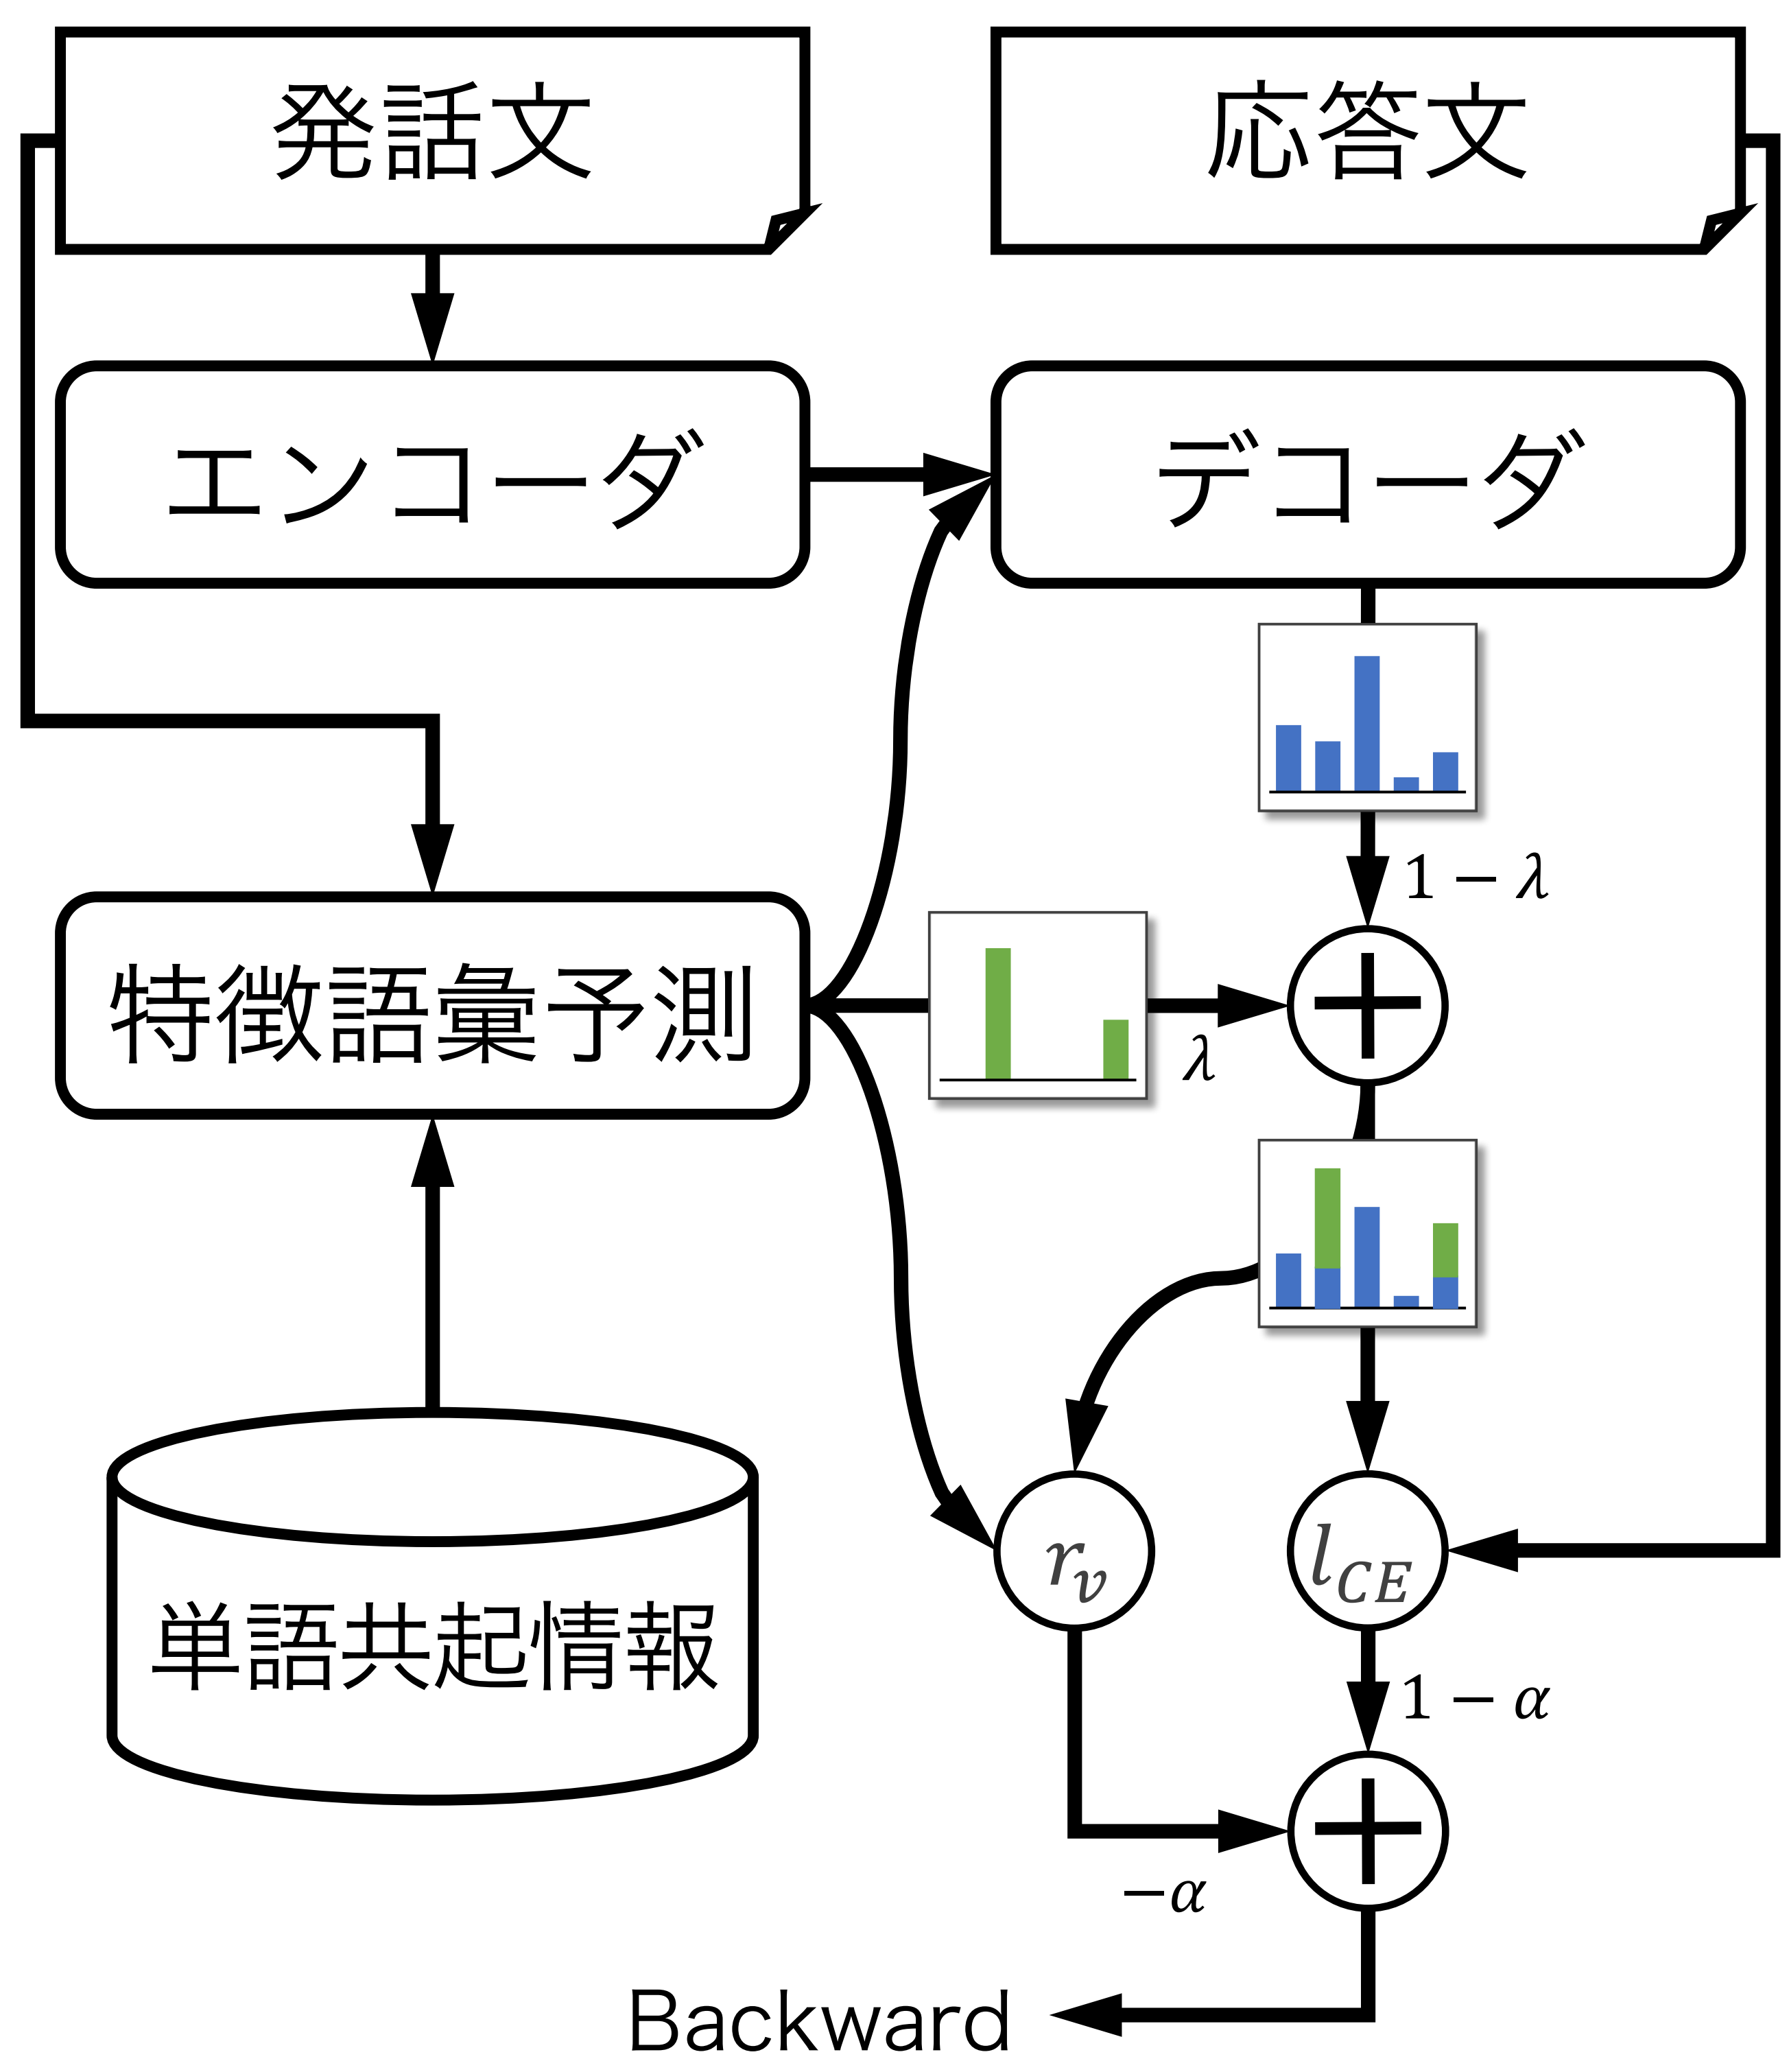 発話文
応答文
エンコーダ
デコーダ
1 − λ
特徴語彙予測
λ
r_v
l_CE
単語共起情報
1 − α
−α
Backward